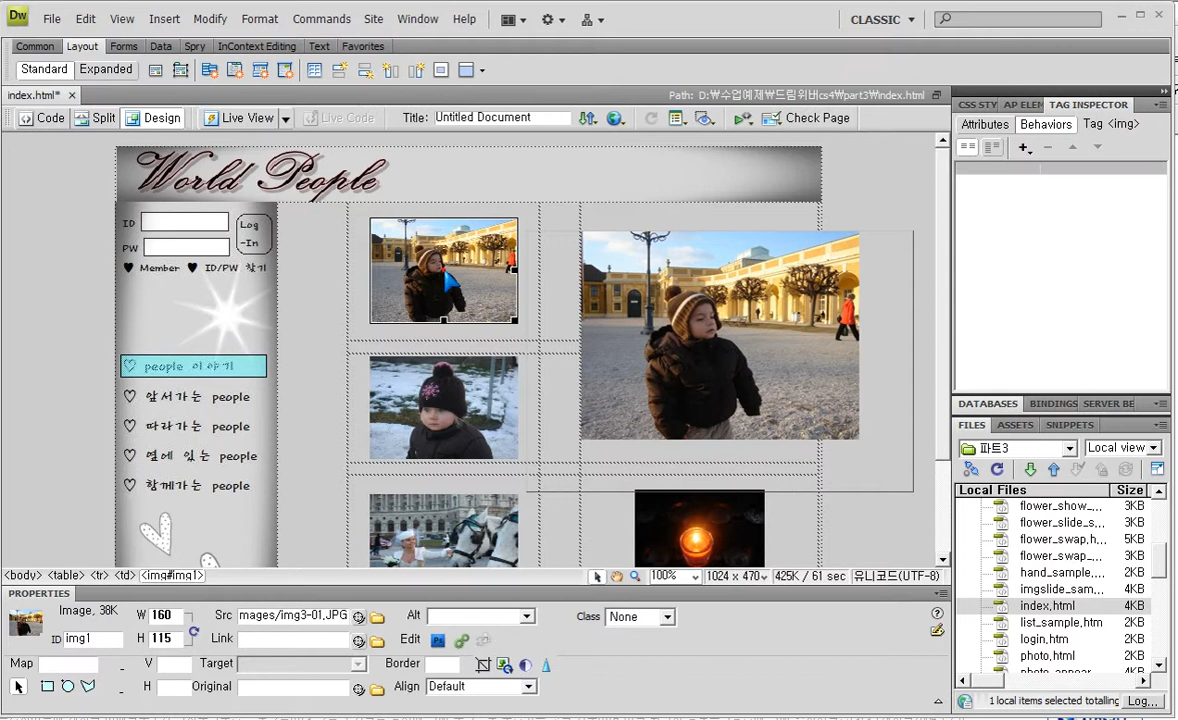 Dw File Edit View Insert Modify Format Commands Site Window Help CLASSIC
Common Layout Forms Data Spry InContext Editing Text Favorites
Standard Expanded
index.html* Path: D:₩수업예제₩드림위버cs4₩part3₩index.html
Code Split Design Live View Live Code Title: Untitled Document Check Page
CSS STY AP ELEM TAG INSPECTOR
Attributes Behaviors Tag <img>
World People
ID
PW
Log
-In
Member ID/PW 찾기
people 이야기
앞서가는 people
따라가는 people
옆에 있는 people
함께가는 people
DATABASES BINDINGS SERVER BE
FILES ASSETS SNIPPETS
파트3 Local view
Local Files Size
flower_show_... 3KB
flower_slide_s... 3KB
flower_swap,h... 5KB
flower_swap_... 3KB
hand_sample,... 2KB
imgslide_sam... 2KB
index,html 4KB
list_sample,htm 2KB
login,htm 2KB
photo,html 2KB
1 local items selected totalling Log...
<body> <table> <tr> <td> <img#img1> 100% 1024 x 470 425K / 61 sec 유니코드(UTF-8)
PROPERTIES
Image, 38K W 160 Src mages/img3-01.JPG Alt Class None
ID img1 H 115 Link Edit
Map V Target Border
H Original Align Default